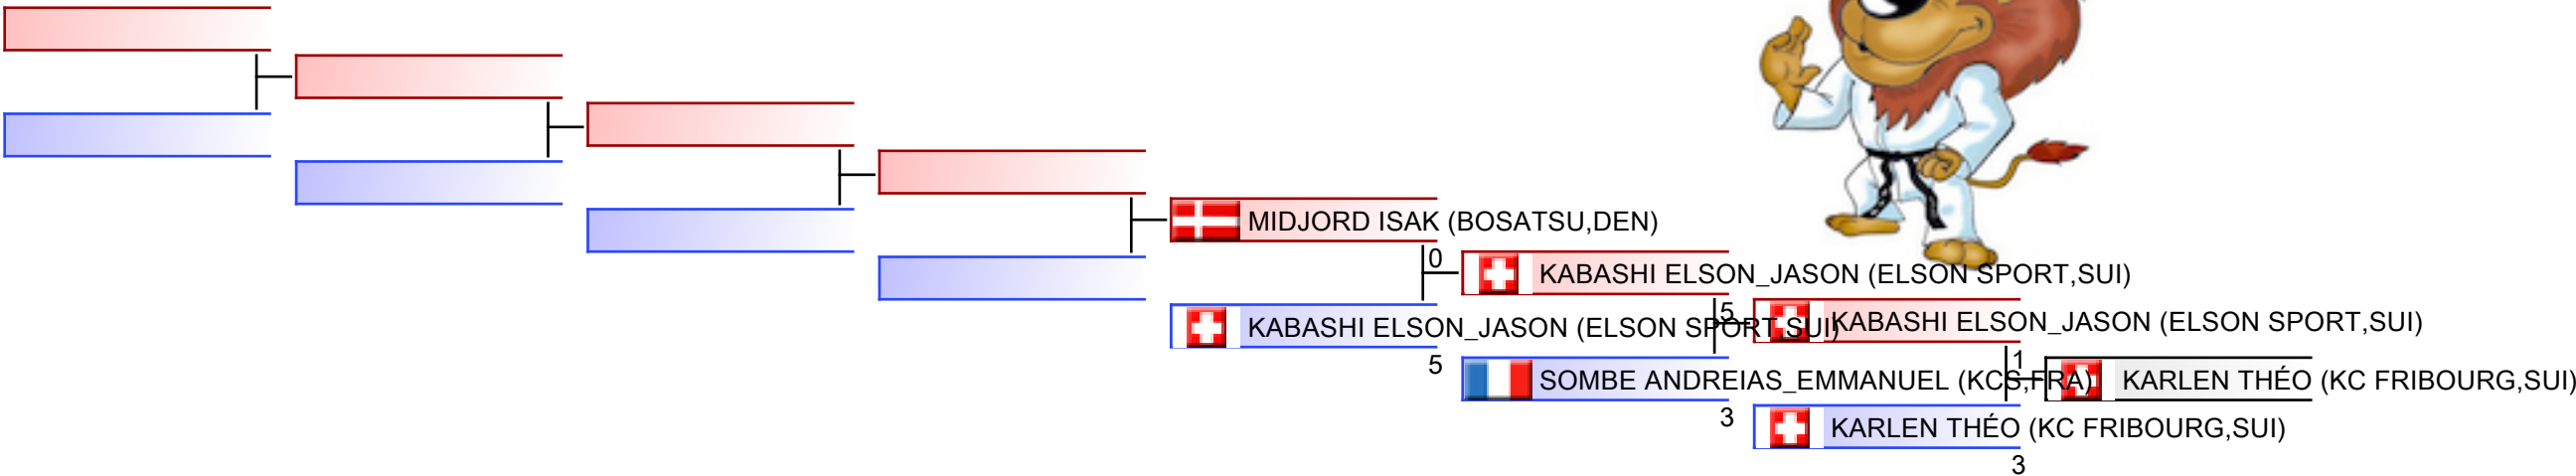 MIDJORD ISAK (BOSATSU,DEN)
0
KABASHI ELSON_JASON (ELSON SPORT,SUI)
KABASHI ELSON_JASON (ELSON SPORT,SUI)
5
5
KABASHI ELSON_JASON (ELSON SPORT,SUI)
SOMBE ANDREIAS_EMMANUEL (KCS,FRA)
3
1
KARLEN THÉO (KC FRIBOURG,SUI)
KARLEN THÉO (KC FRIBOURG,SUI)
3